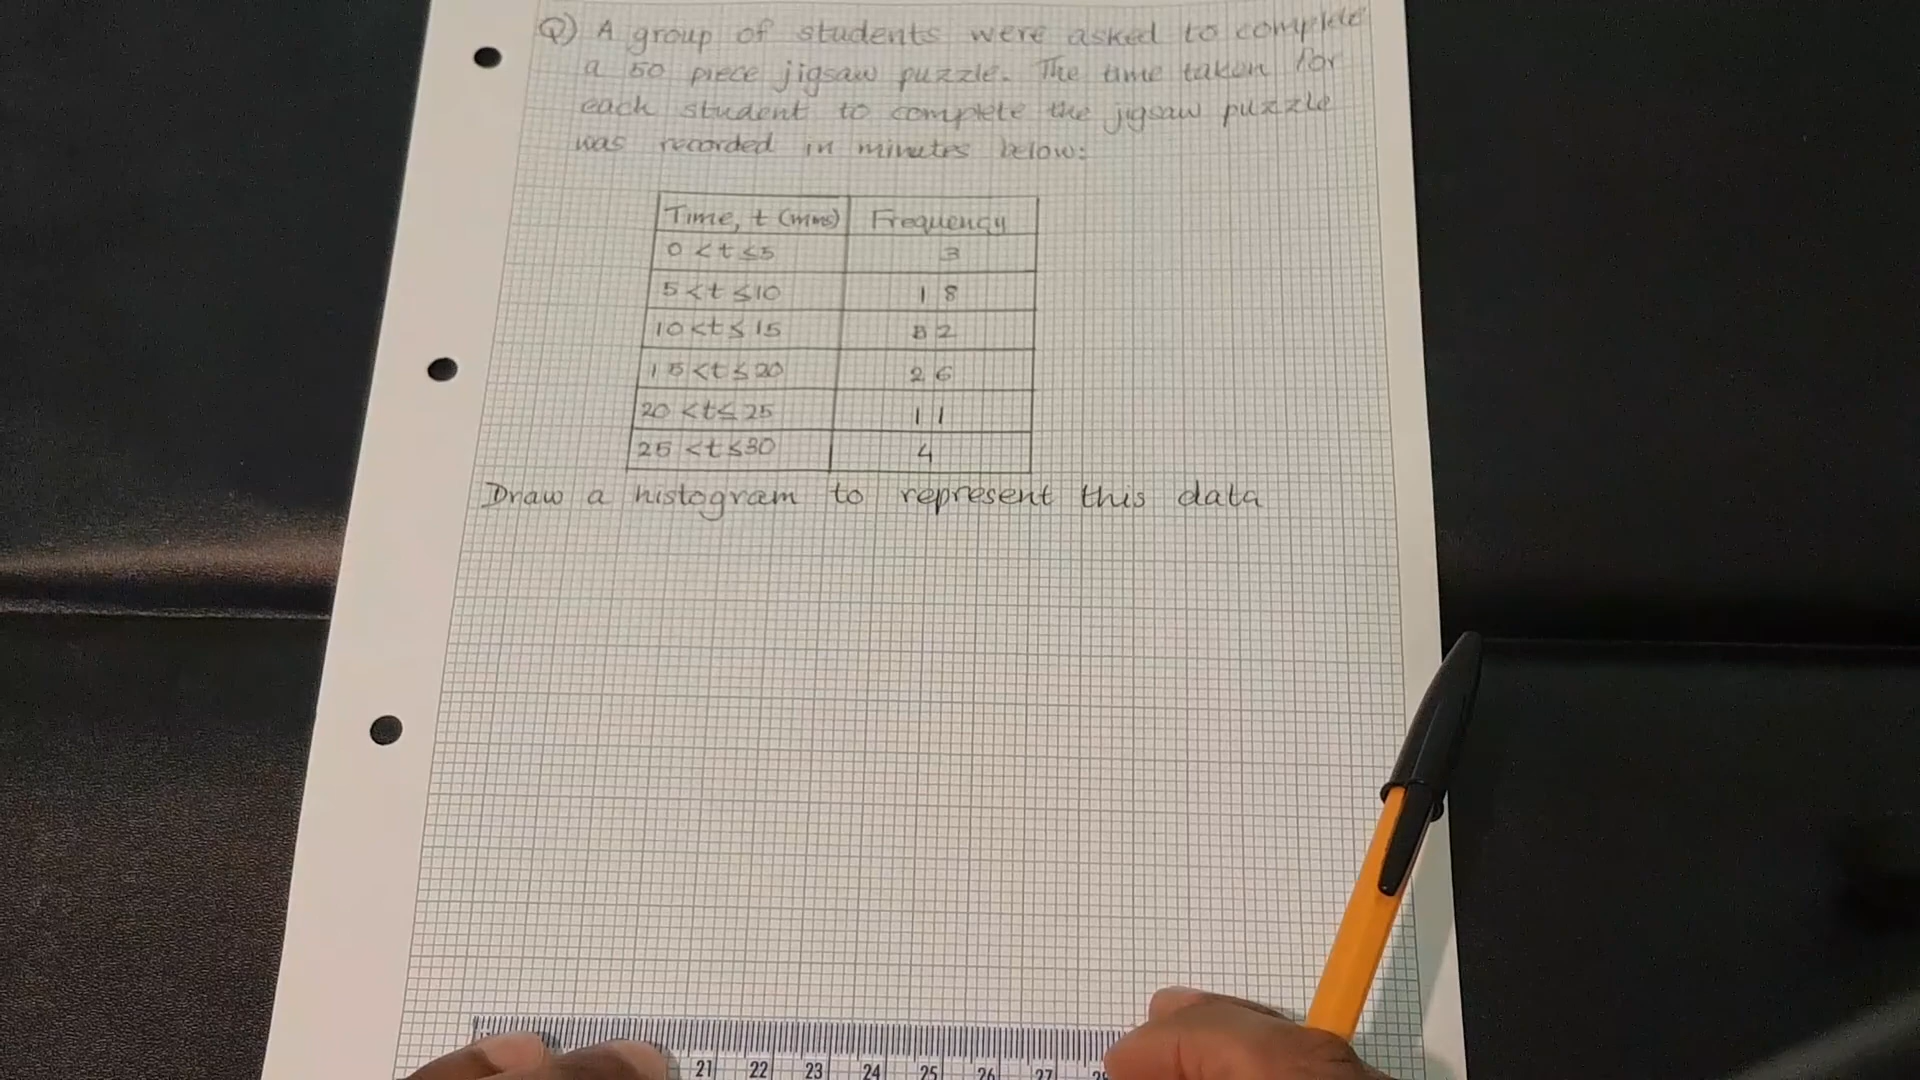 Q) A group of students were asked to complete
a 50 piece jigsaw puzzle. The time taken for
each student to complete the jigsaw puzzle
was recorded in minutes below:
Time, t (mins) Frequency
0 < t ≤ 5 3
5 < t ≤ 10 18
10 < t ≤ 15 32
15 < t ≤ 20 26
20 < t ≤ 25 11
25 < t ≤ 30 4
Draw a histogram to represent this data
21 22 23 24 25 26 27 28